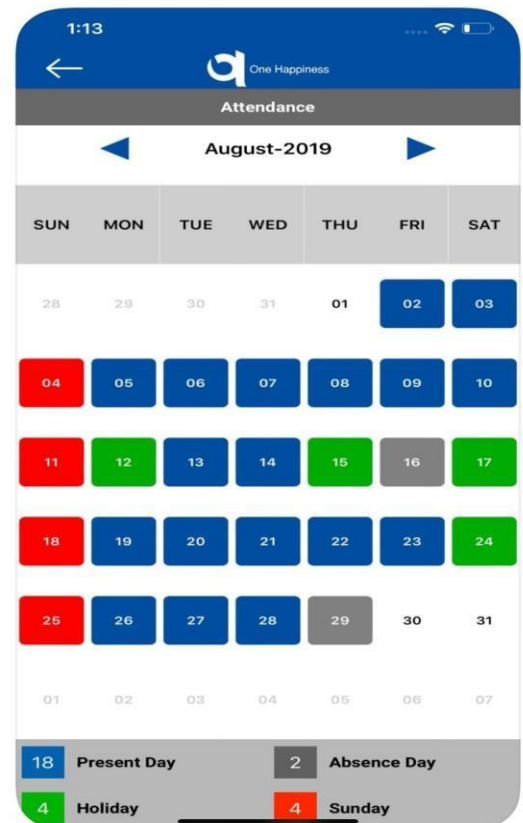 1:13
One Happiness
Attendance
August-2019
SUN MON TUE WED THU FRI SAT
28 29 30 31 01 02 03
04 05 06 07 08 09 10
11 12 13 14 15 16 17
18 19 20 21 22 23 24
25 26 27 28 29 30 31
01 02 03 04 05 06 07
18 Present Day 2 Absence Day
4 Holiday 4 Sunday